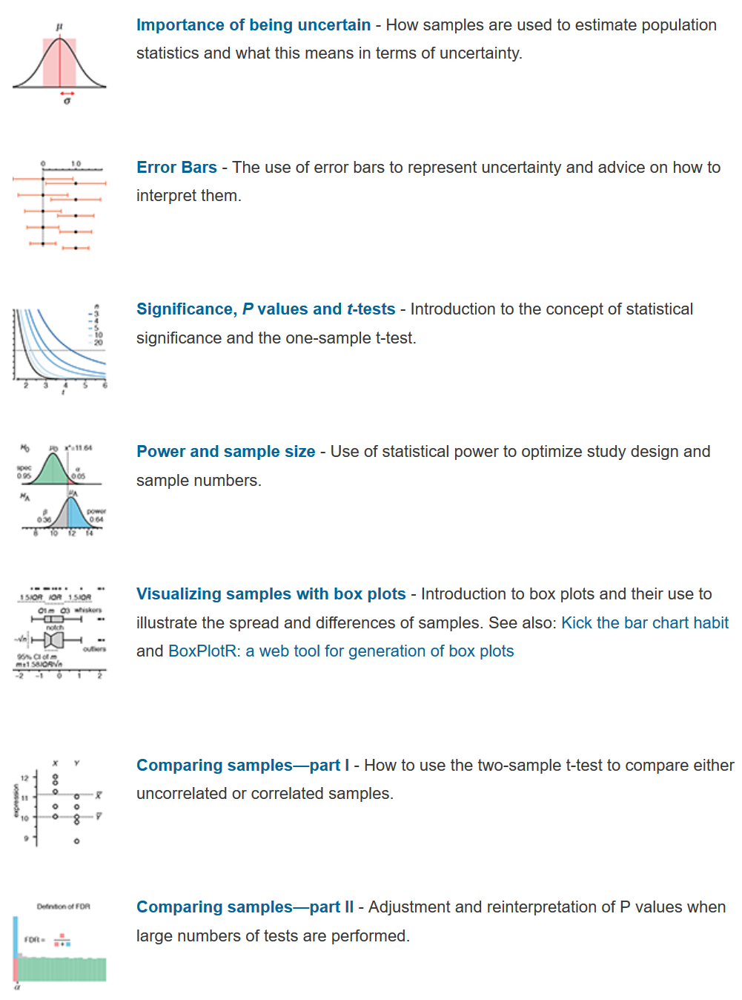 μ
σ
Importance of being uncertain - How samples are used to estimate population
statistics and what this means in terms of uncertainty.
0 10
Error Bars - The use of error bars to represent uncertainty and advice on how to
interpret them.
n
3
4
5
10
20
2 3 4 5 6
t
Significance, P values and t-tests - Introduction to the concept of statistical
significance and the one-sample t-test.
H0 μ0 x*=11.64
spec α
0.95 0.05
HA μA
β power
0.36 0.64
8 10 12 14
Power and sample size - Use of statistical power to optimize study design and
sample numbers.
1.5IQR IQR 1.5IQR
Q1 m Q3 whiskers
notch
~√n
outliers
95% CI of m
m±1.58IQR/√n
-2 -1 0 1 2
Visualizing samples with box plots - Introduction to box plots and their use to
illustrate the spread and differences of samples. See also: Kick the bar chart habit
and BoxPlotR: a web tool for generation of box plots
X Y
expression
12
11 X̅
10 Y̅
9
Comparing samples—part I - How to use the two-sample t-test to compare either
uncorrelated or correlated samples.
Definition of FDR
FDR =
+
α
Comparing samples—part II - Adjustment and reinterpretation of P values when
large numbers of tests are performed.